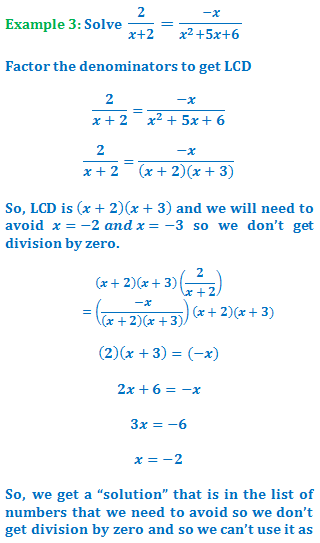 Example 3: Solve 2/(x+2) = −x/(x²+5x+6)
Factor the denominators to get LCD
2/(x + 2) = −x/(x² + 5x + 6)
2/(x + 2) = −x/((x + 2)(x + 3))
So, LCD is (x + 2)(x + 3) and we will need to
avoid x = −2 and x = −3 so we don't get
division by zero.
(x + 2)(x + 3)(2/(x + 2))
= (−x/((x + 2)(x + 3)))(x + 2)(x + 3)
(2)(x + 3) = (−x)
2x + 6 = −x
3x = −6
x = −2
So, we get a “solution” that is in the list of
numbers that we need to avoid so we don't
get division by zero and so we can't use it as